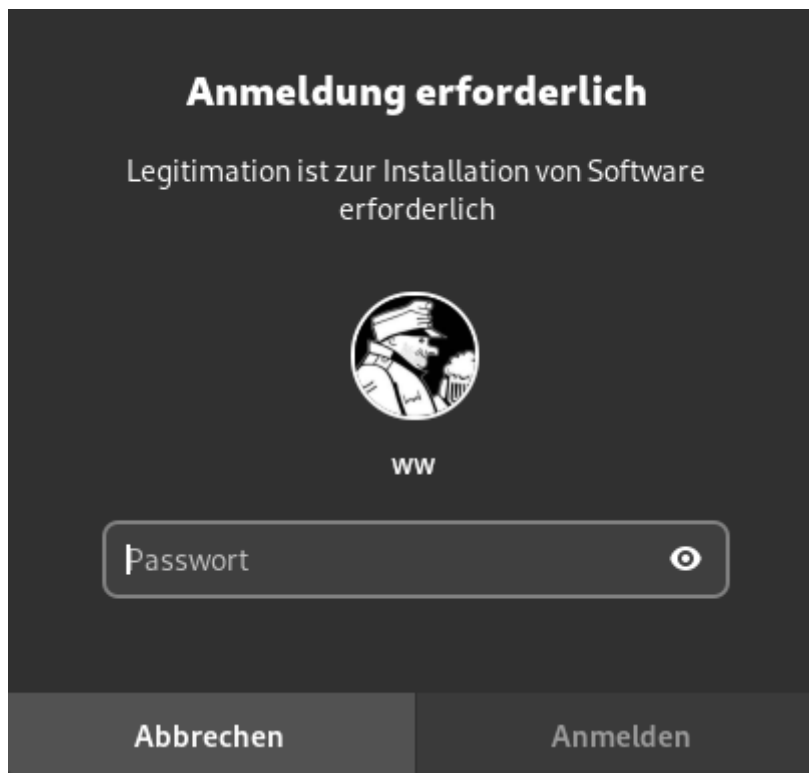 Anmeldung erforderlich
Legitimation ist zur Installation von Software
erforderlich
ww
Passwort
Abbrechen
Anmelden